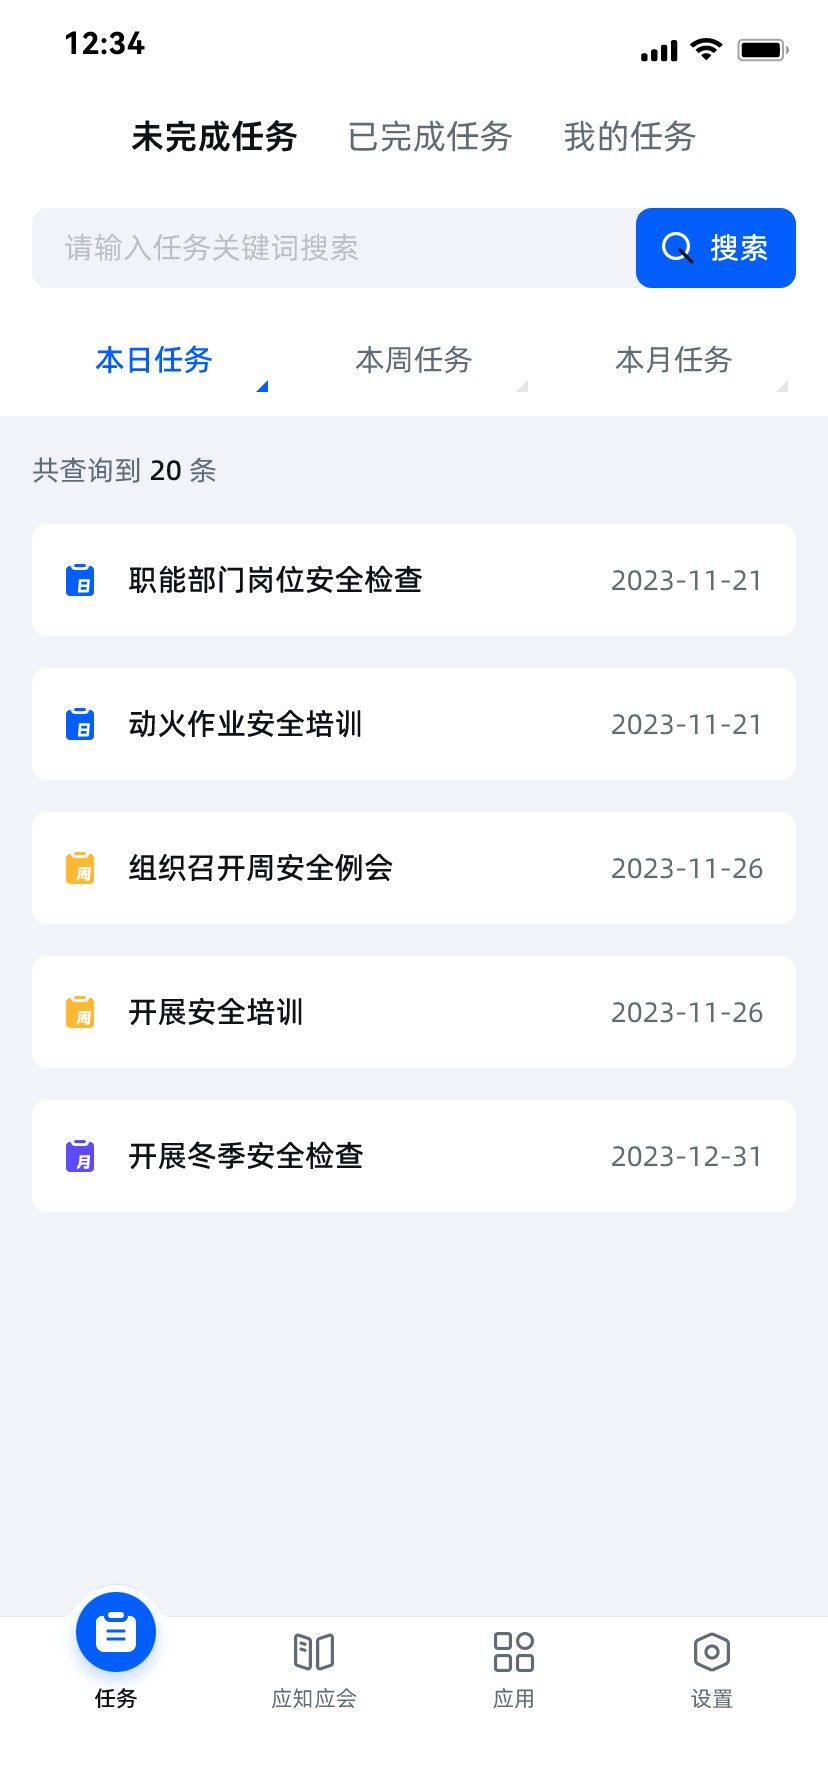 12:34
未完成任务 已完成任务 我的任务
请输入任务关键词搜索 搜索
本日任务 本周任务 本月任务
共查询到 20 条
日 职能部门岗位安全检查 2023-11-21
日 动火作业安全培训 2023-11-21
周 组织召开周安全例会 2023-11-26
周 开展安全培训 2023-11-26
月 开展冬季安全检查 2023-12-31
任务 应知应会 应用 设置